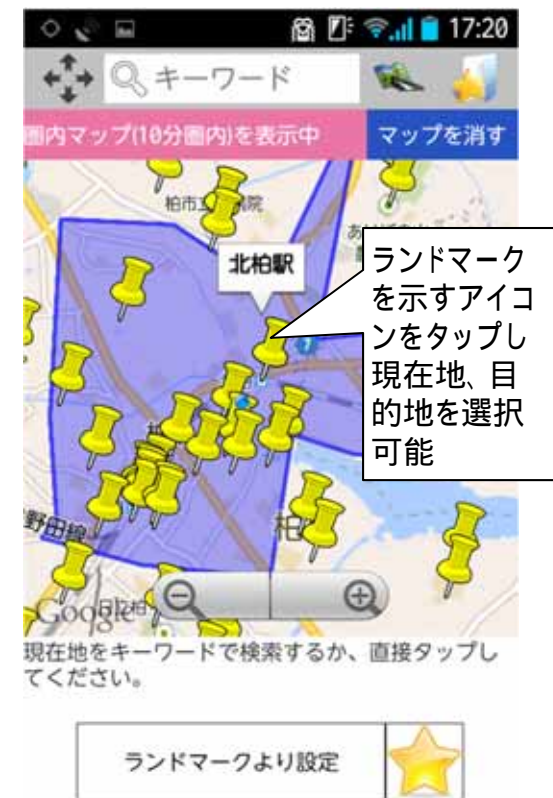 17:20
キーワード
圏内マップ(10分圏内)を表示中
マップを消す
柏市
院
北柏駅
ランドマーク
を示すアイコ
ンをタップし
現在地、目
的地を選択
可能
野田線
柏
Google
日立柏
現在地をキーワードで検索するか、直接タップし
てください。
ランドマークより設定